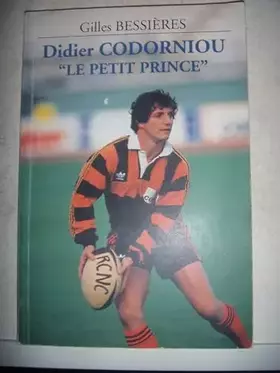 Gilles BESSIÈRES
Didier CODORNIOU
"LE PETIT PRINCE"
RCNC